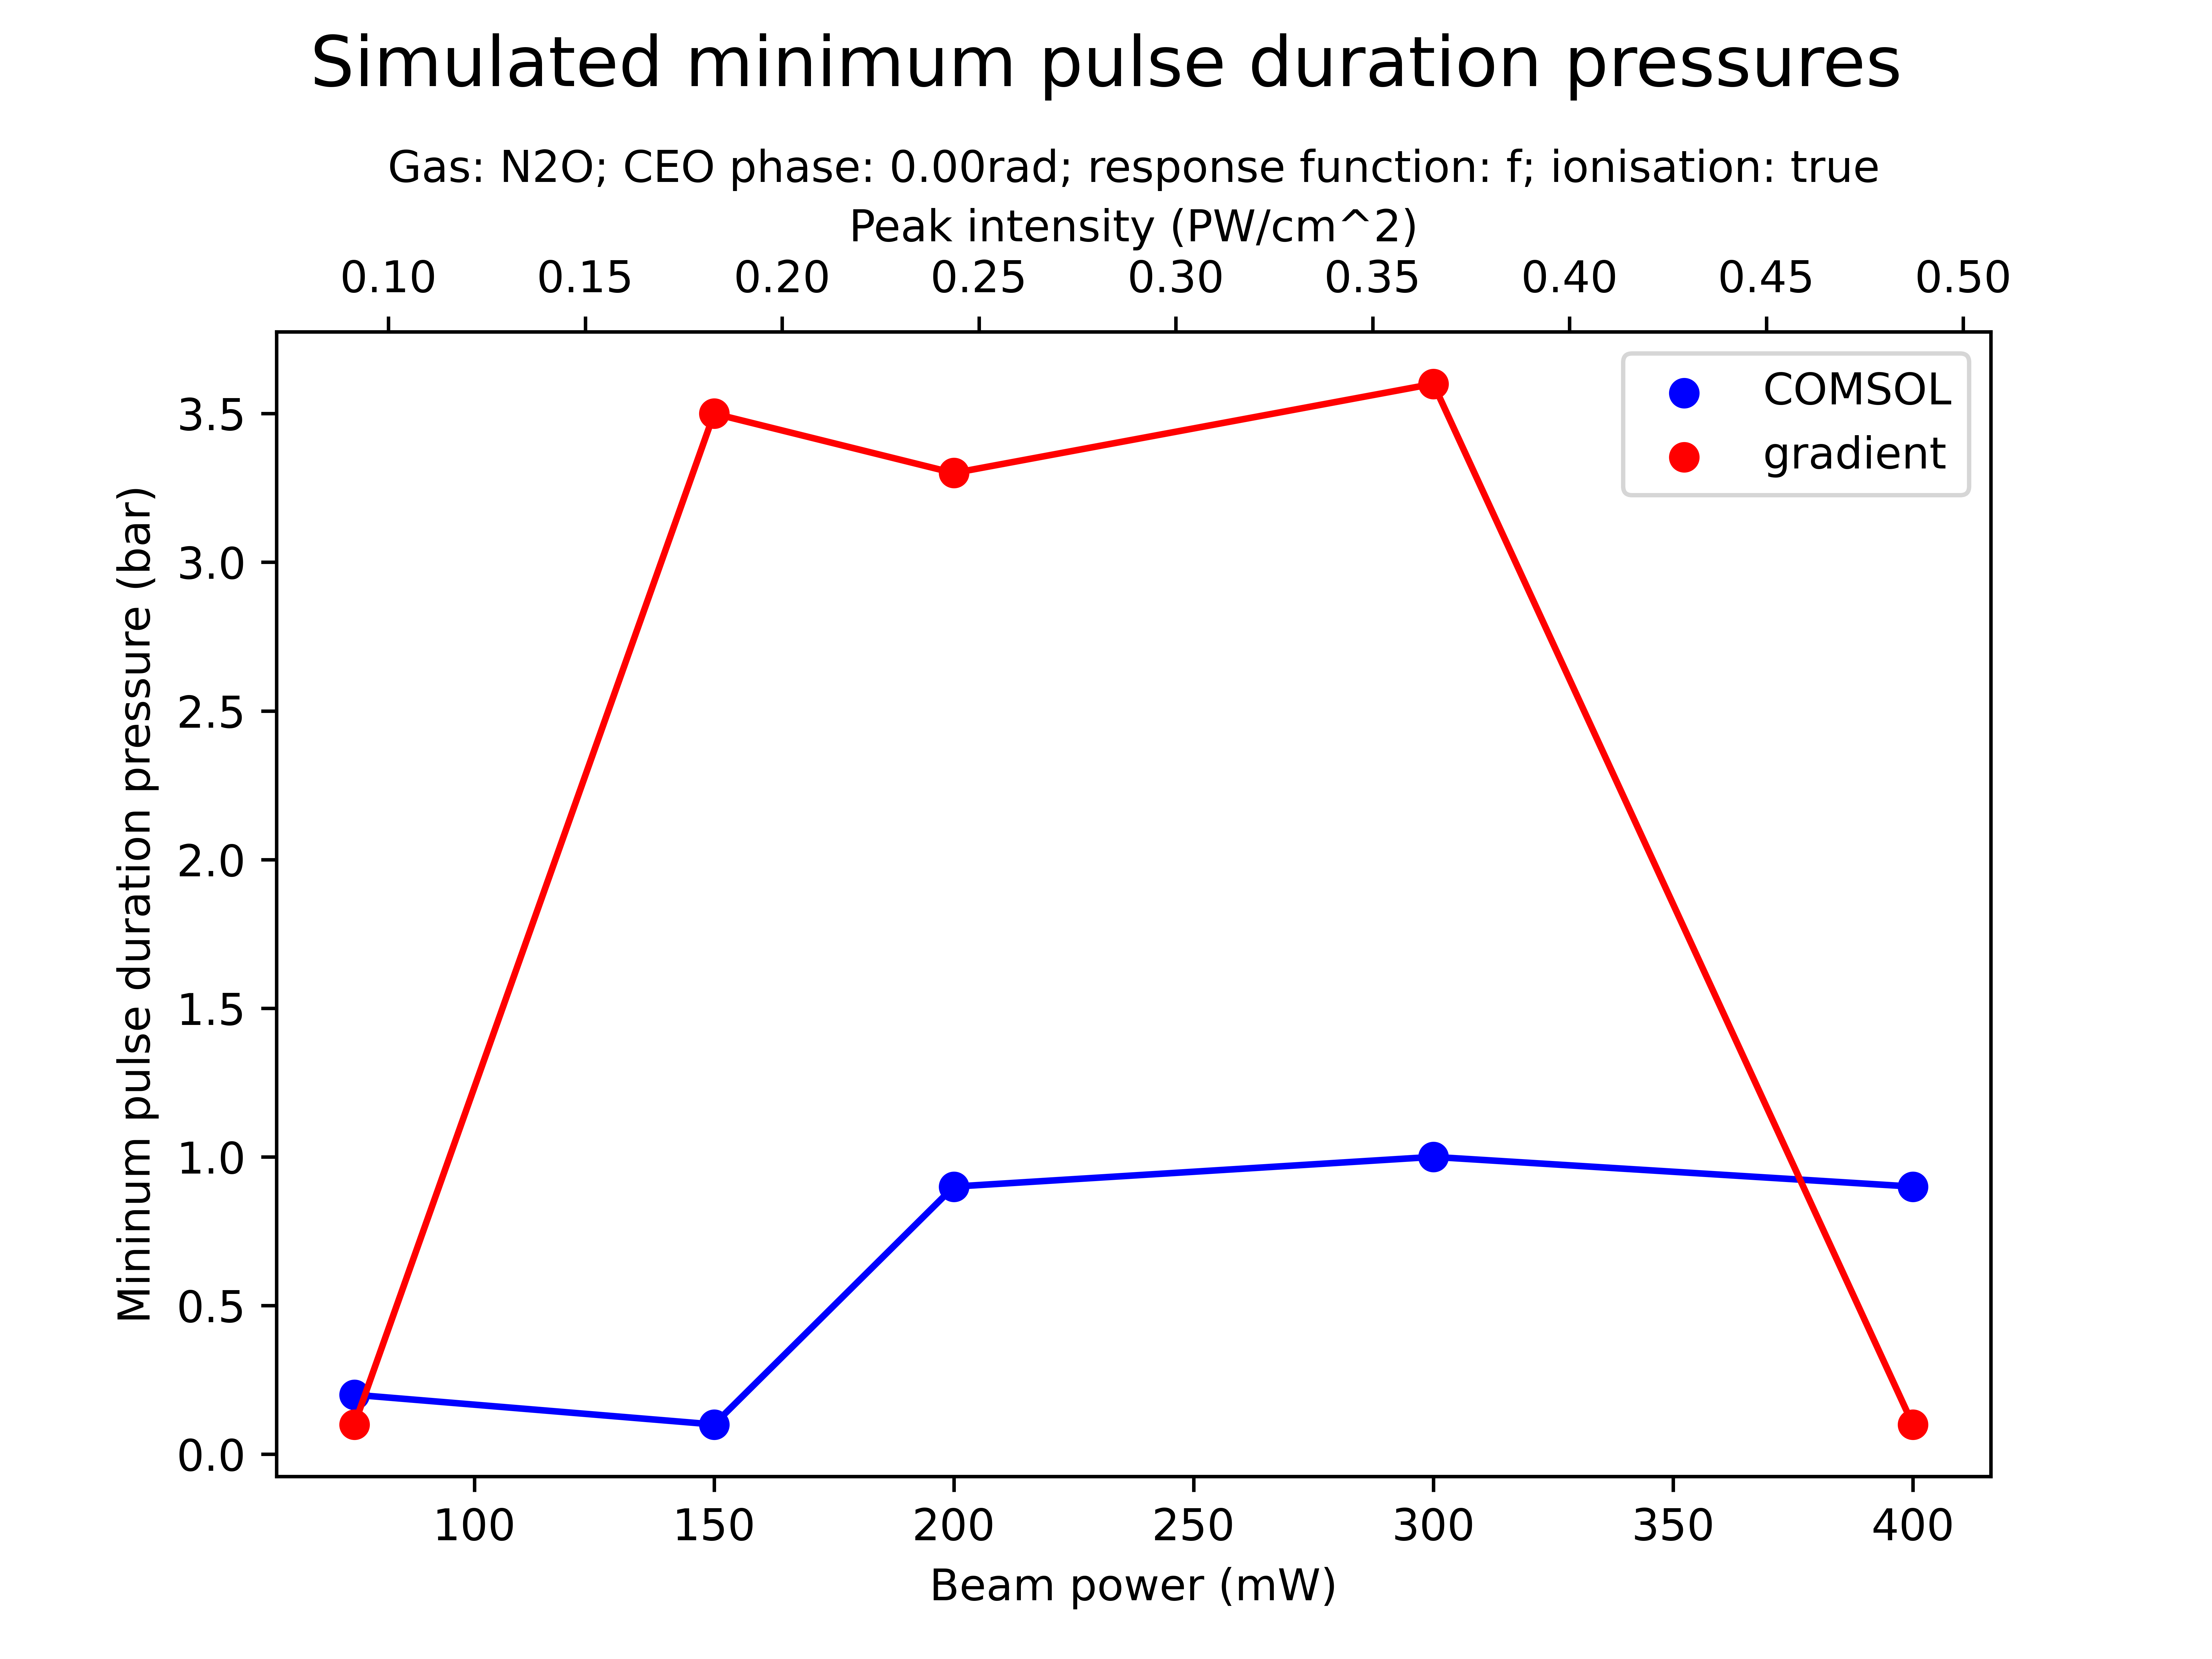 Simulated minimum pulse duration pressures
Gas: N2O; CEO phase: 0.00rad; response function: f; ionisation: true
Peak intensity (PW/cm^2)
0.10 0.15 0.20 0.25 0.30 0.35 0.40 0.45 0.50
COMSOL
gradient
Mininum pulse duration pressure (bar)
3.5
3.0
2.5
2.0
1.5
1.0
0.5
0.0
100 150 200 250 300 350 400
Beam power (mW)